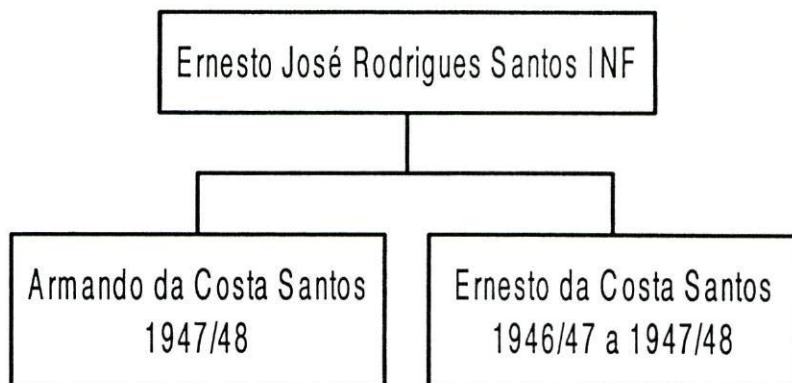 Ernesto José Rodrigues Santos INF
Armando da Costa Santos
1947/48
Ernesto da Costa Santos
1946/47 a 1947/48